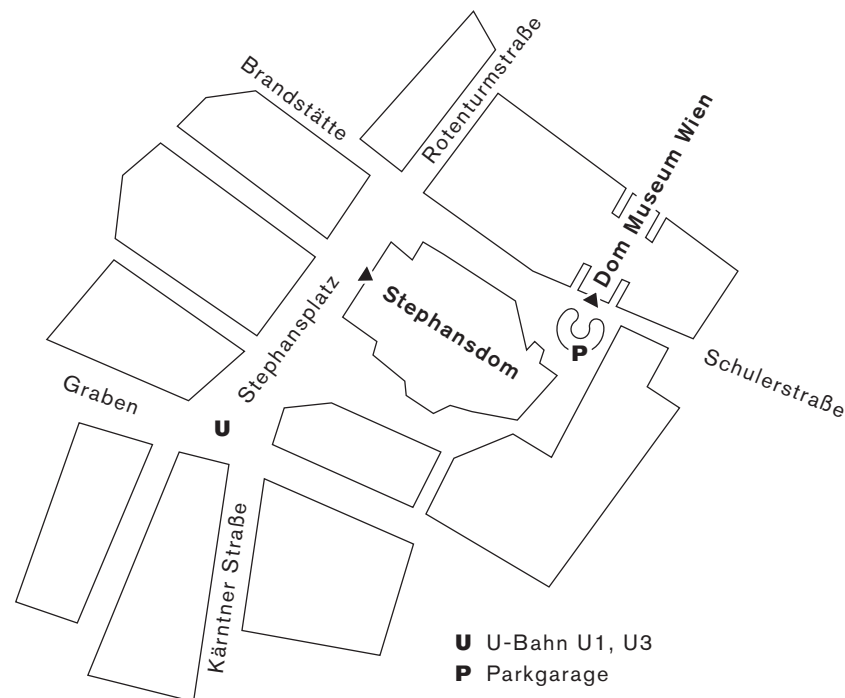 Brandstätte
Rotenturmstraße
Dom Museum Wien
Stephansplatz
Stephansdom
P
Schulerstraße
Graben
U
Kärntner Straße
U U-Bahn U1, U3
P Parkgarage